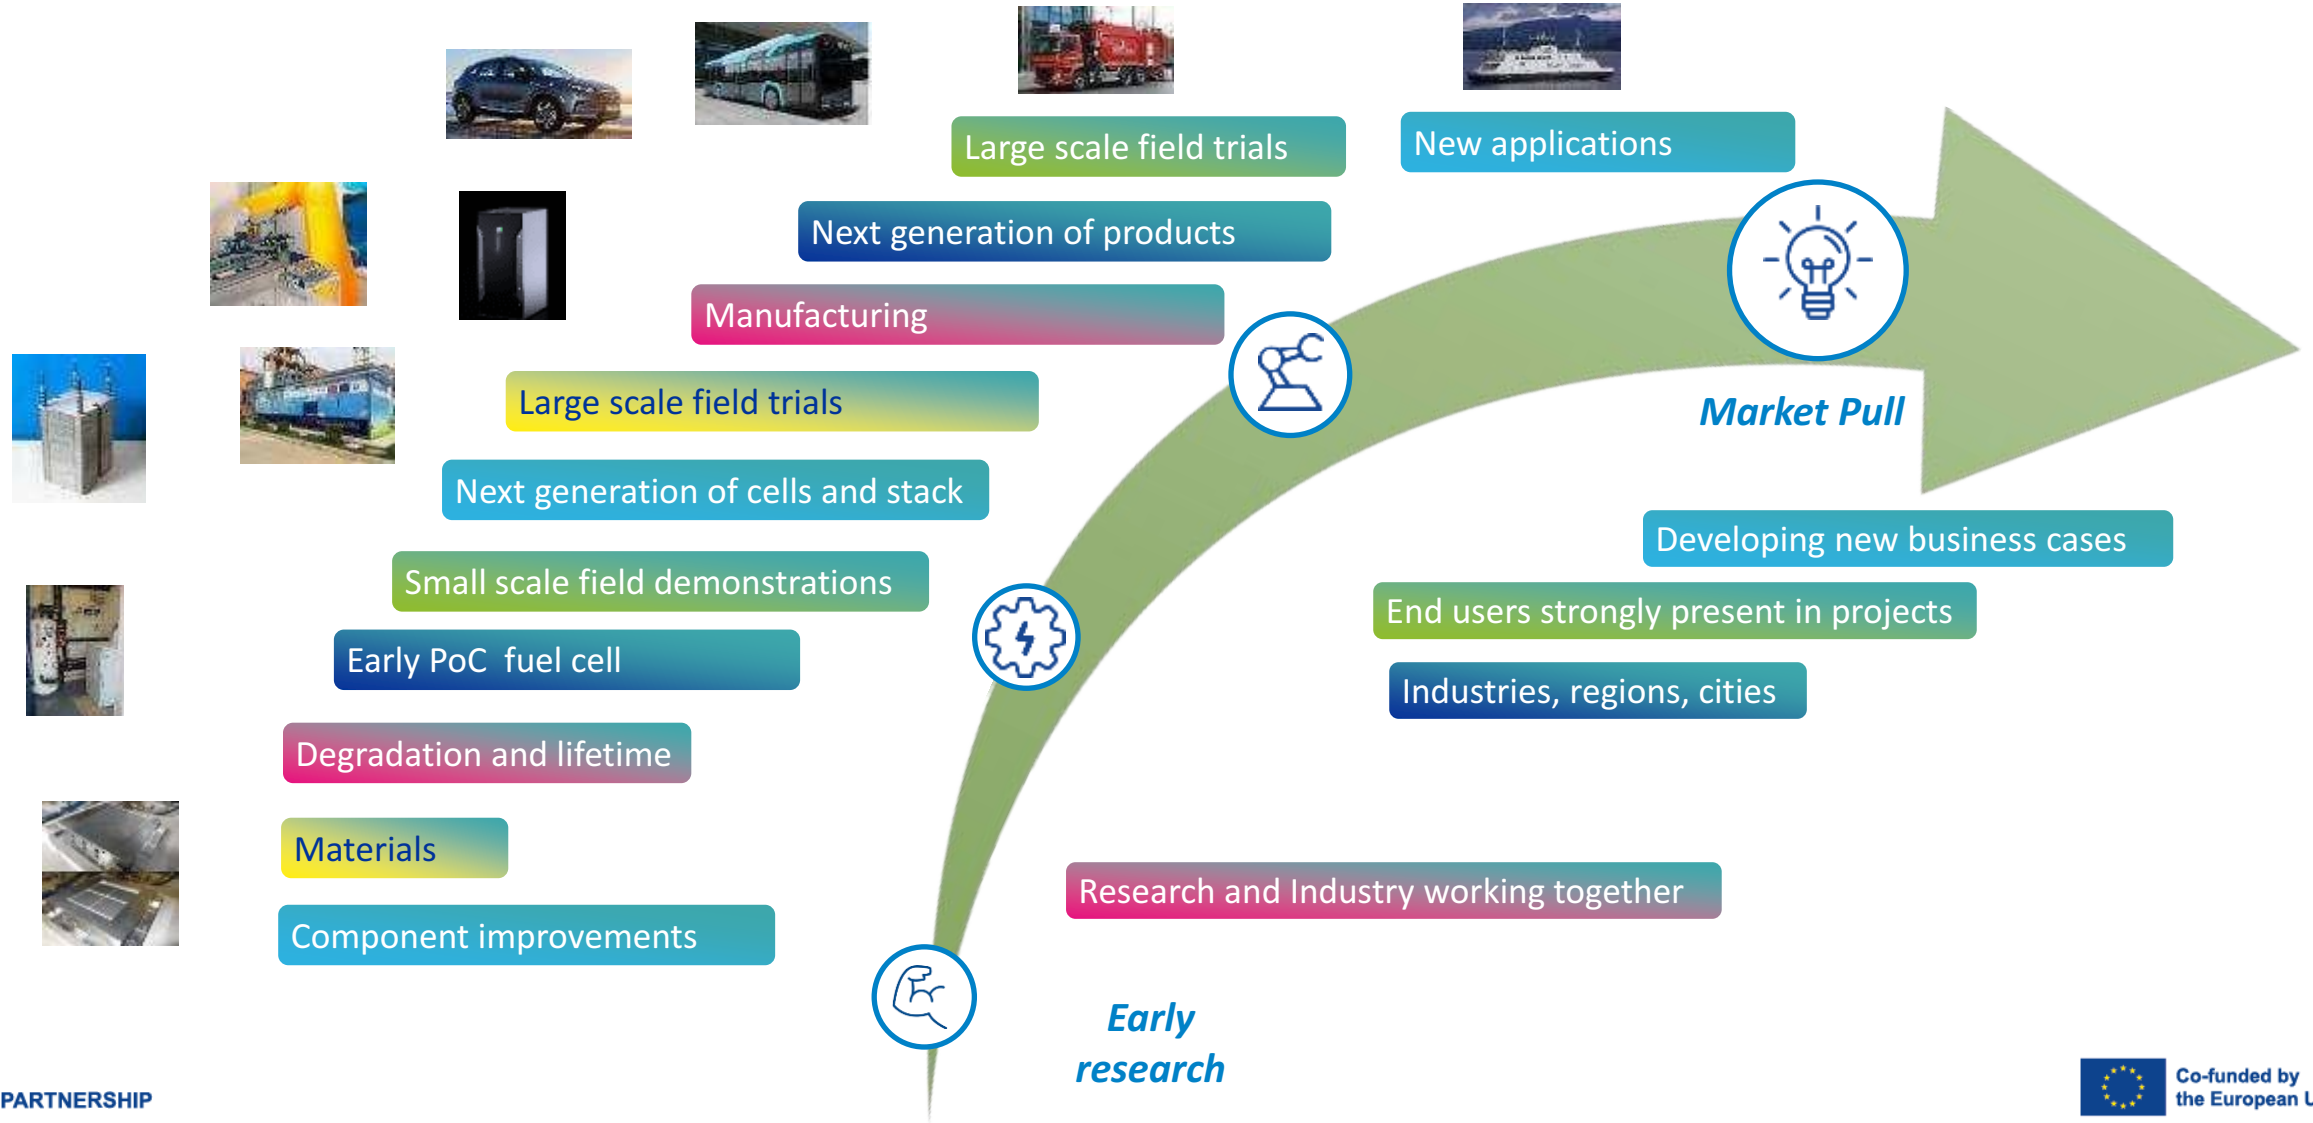 Large scale field trials
New applications
Next generation of products
Manufacturing
Large scale field trials
Market Pull
Next generation of cells and stack
Developing new business cases
Small scale field demonstrations
End users strongly present in projects
Early PoC fuel cell
Industries, regions, cities
Degradation and lifetime
Materials
Research and Industry working together
Component improvements
Early
research
PARTNERSHIP
Co-funded by
the European U